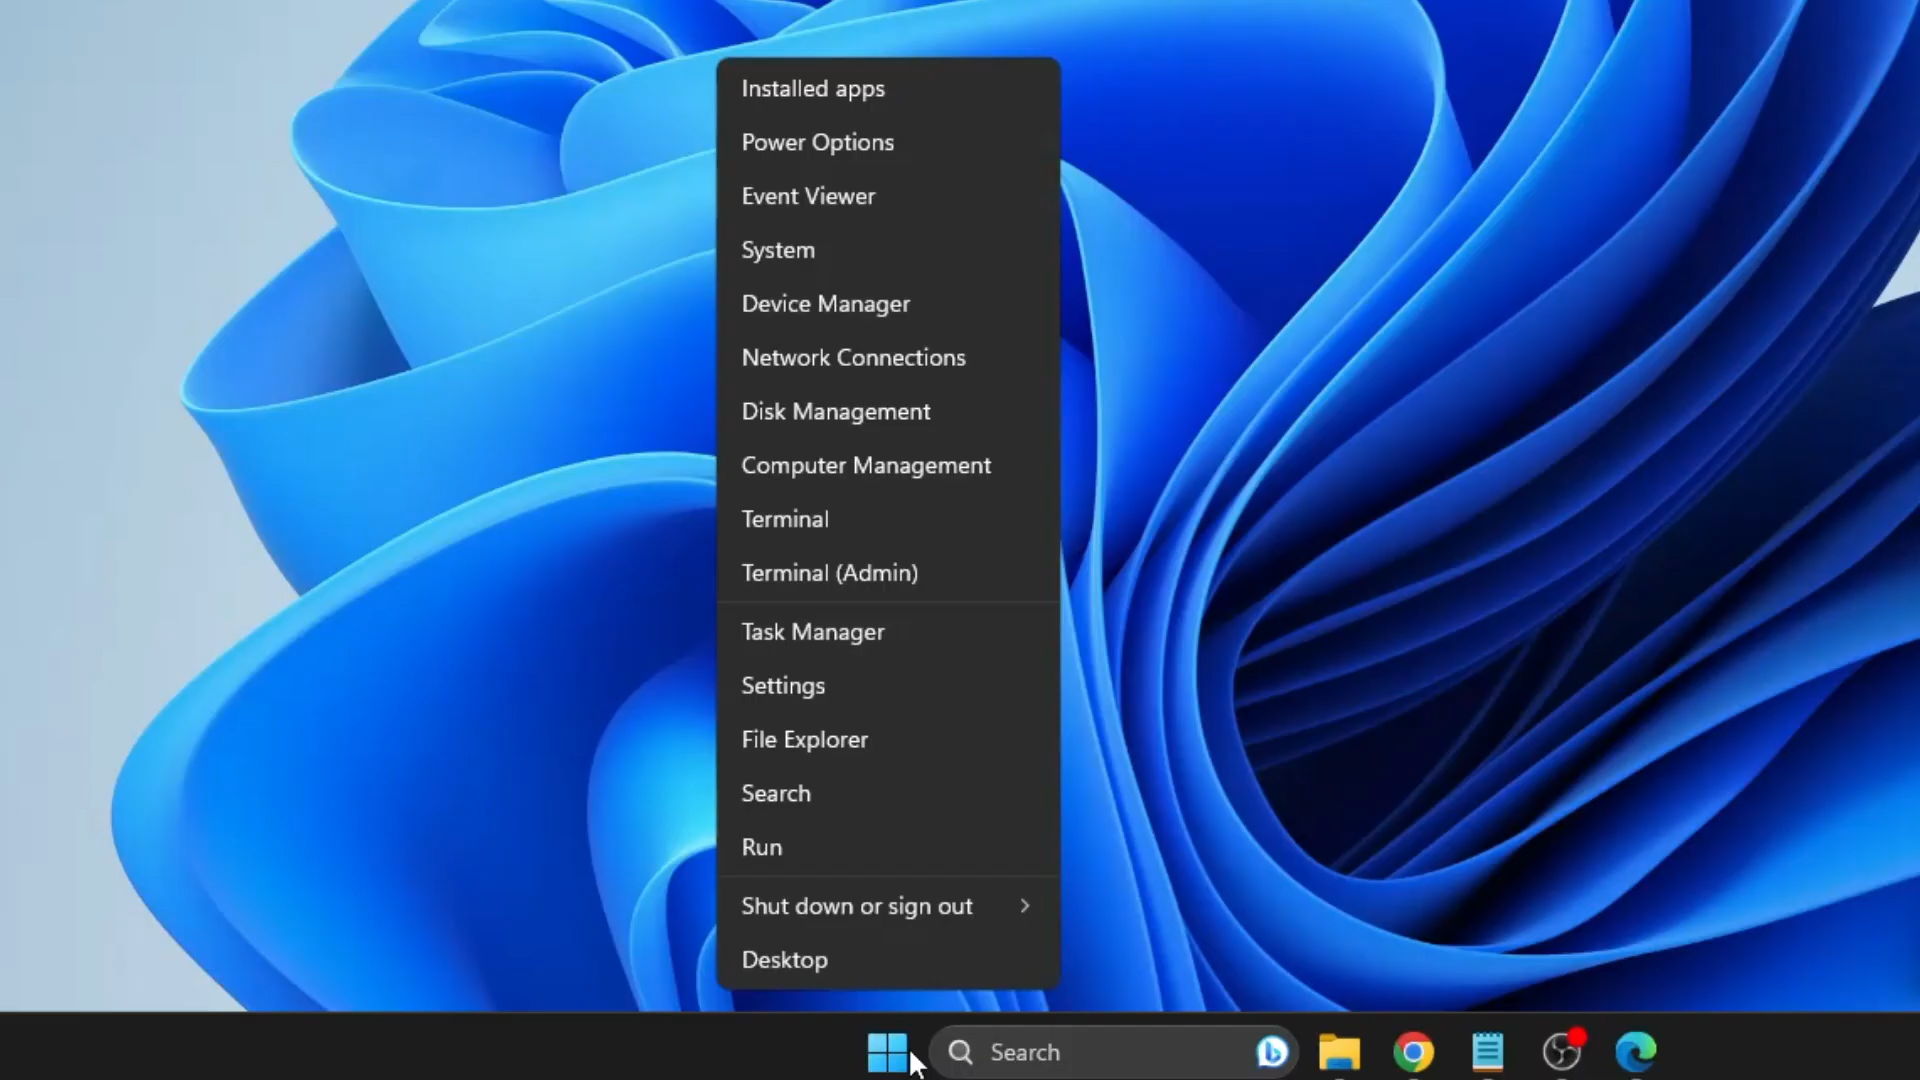 Installed apps
Power Options
Event Viewer
System
Device Manager
Network Connections
Disk Management
Computer Management
Terminal
Terminal (Admin)
Task Manager
Settings
File Explorer
Search
Run
Shut down or sign out
Desktop
Search